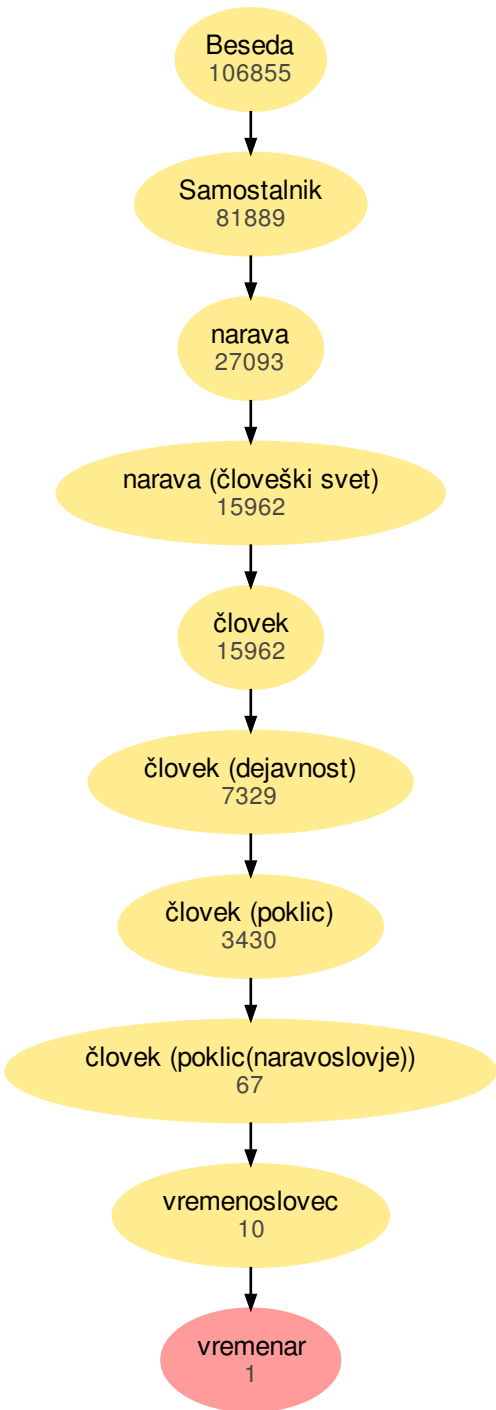 Beseda
106855
Samostalnik
81889
narava
27093
narava (človeški svet)
15962
človek
15962
človek (dejavnost)
7329
človek (poklic)
3430
človek (poklic(naravoslovje))
67
vremenoslovec
10
vremenar
1